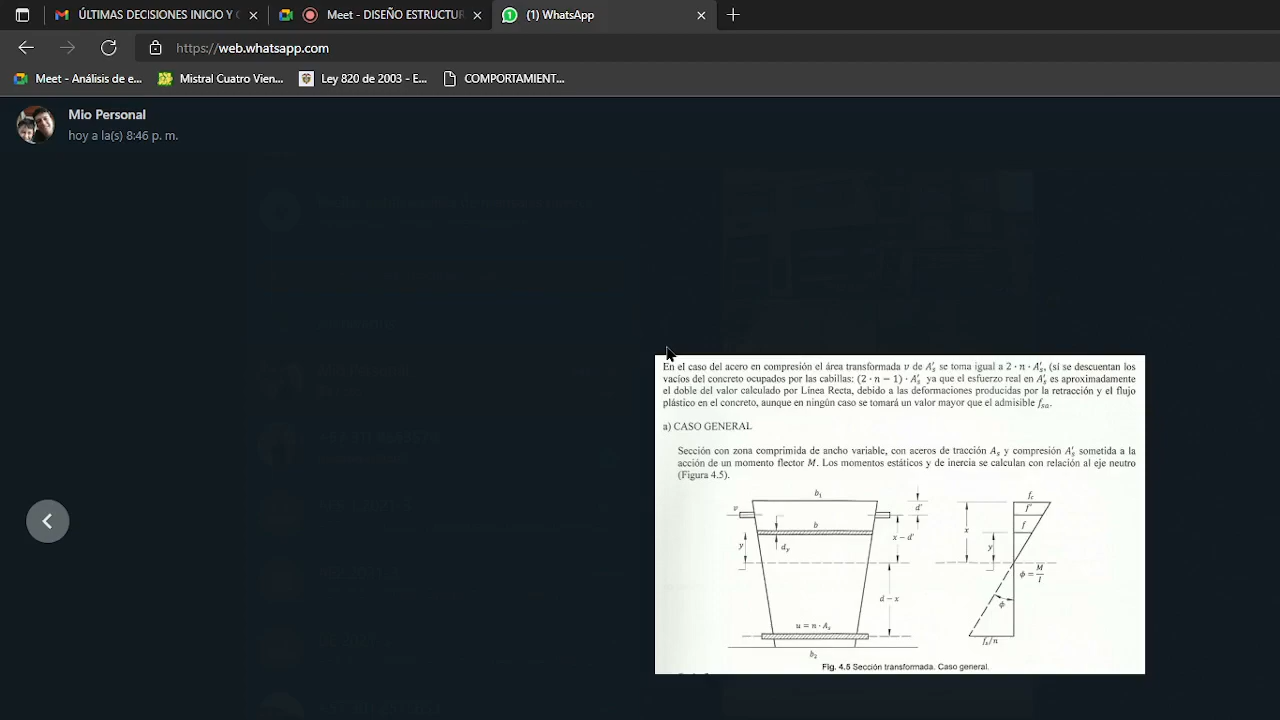 ÚLTIMAS DECISIONES INICIO Y
Meet - DISEÑO ESTRUCTUR
(1) WhatsApp
https://web.whatsapp.com
Meet - Análisis de e...
Mistral Cuatro Vien...
Ley 820 de 2003 - E...
COMPORTAMIENT...
Mio Personal
hoy a la(s) 8:46 p. m.
En el caso del acero en compresión el área transformada v de A's se toma igual a 2 · n · A's, (si se descuentan los
vacíos del concreto ocupados por las cabillas: (2 · n − 1) · A's ya que el esfuerzo real en A's es aproximadamente
el doble del valor calculado por Línea Recta, debido a las deformaciones producidas por la retracción y el flujo
plástico en el concreto, aunque en ningún caso se tomará un valor mayor que el admisible fsa.
a) CASO GENERAL
Sección con zona comprimida de ancho variable, con aceros de tracción As y compresión A's sometida a la
acción de un momento flector M. Los momentos estáticos y de inercia se calculan con relación al eje neutro
(Figura 4.5).
b1
fc
v
d'
f'
b
x
f
y
dy
x − d'
y
ϕ = M/I
d − x
ϕ
u = n · As
fs/n
b2
Fig. 4.5 Sección transformada. Caso general.